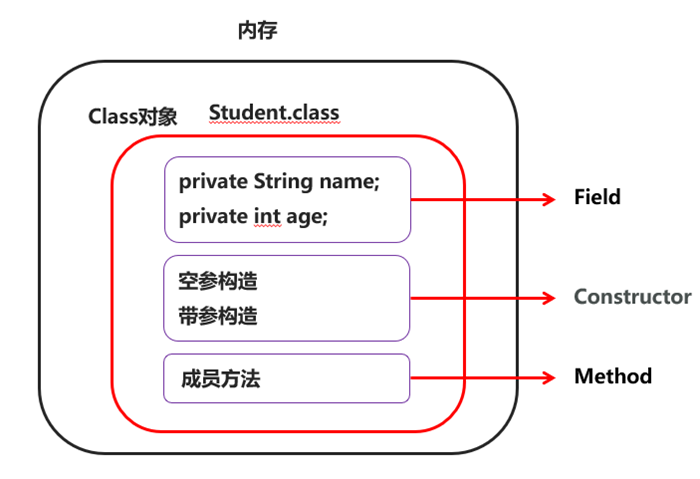 内存
Class对象 Student.class
private String name;
private int age;
Field
空参构造
带参构造
Constructor
成员方法
Method